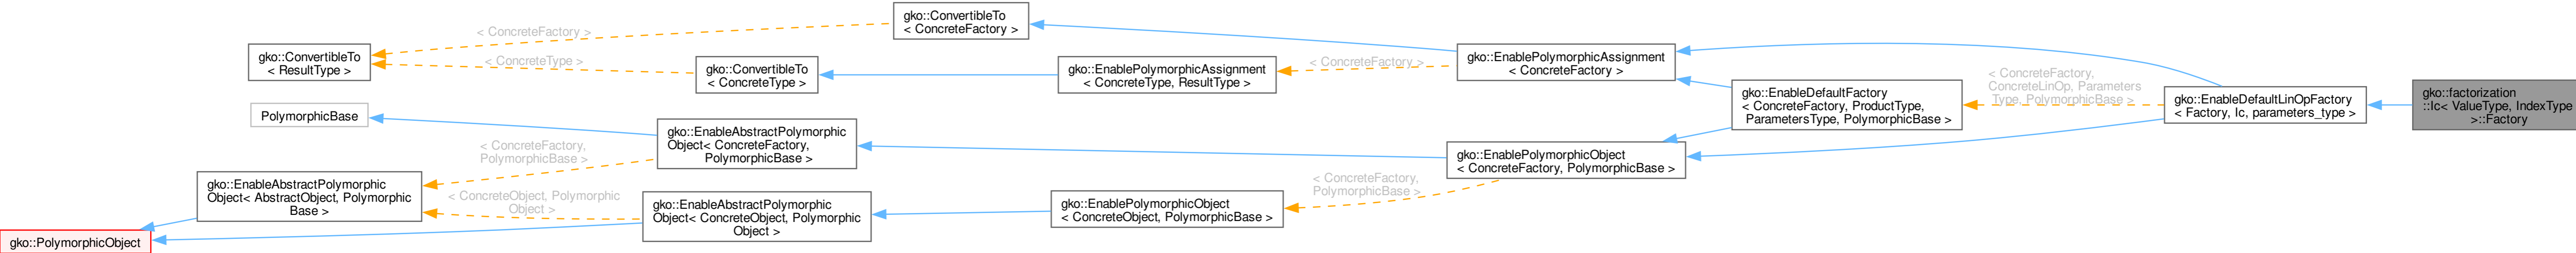 gko::ConvertibleTo
< ConcreteFactory >
< ConcreteFactory >
gko::ConvertibleTo
< ResultType >
< ConcreteType >
gko::ConvertibleTo
< ConcreteType >
gko::EnablePolymorphicAssignment
< ConcreteType, ResultType >
< ConcreteFactory >
gko::EnablePolymorphicAssignment
< ConcreteFactory >
PolymorphicBase
gko::EnableAbstractPolymorphic
Object< ConcreteFactory,
PolymorphicBase >
gko::EnableDefaultFactory
< ConcreteFactory, ProductType,
ParametersType, PolymorphicBase >
< ConcreteFactory,
ConcreteLinOp, Parameters
Type, PolymorphicBase >
gko::EnableDefaultLinOpFactory
< Factory, Ic, parameters_type >
gko::factorization
::Ic< ValueType, IndexType
>::Factory
< ConcreteFactory,
PolymorphicBase >
gko::EnablePolymorphicObject
< ConcreteFactory, PolymorphicBase >
gko::EnableAbstractPolymorphic
Object< AbstractObject, Polymorphic
Base >
< ConcreteObject, Polymorphic
Object >
gko::EnableAbstractPolymorphic
Object< ConcreteObject, Polymorphic
Object >
gko::EnablePolymorphicObject
< ConcreteObject, PolymorphicBase >
< ConcreteFactory,
PolymorphicBase >
gko::PolymorphicObject